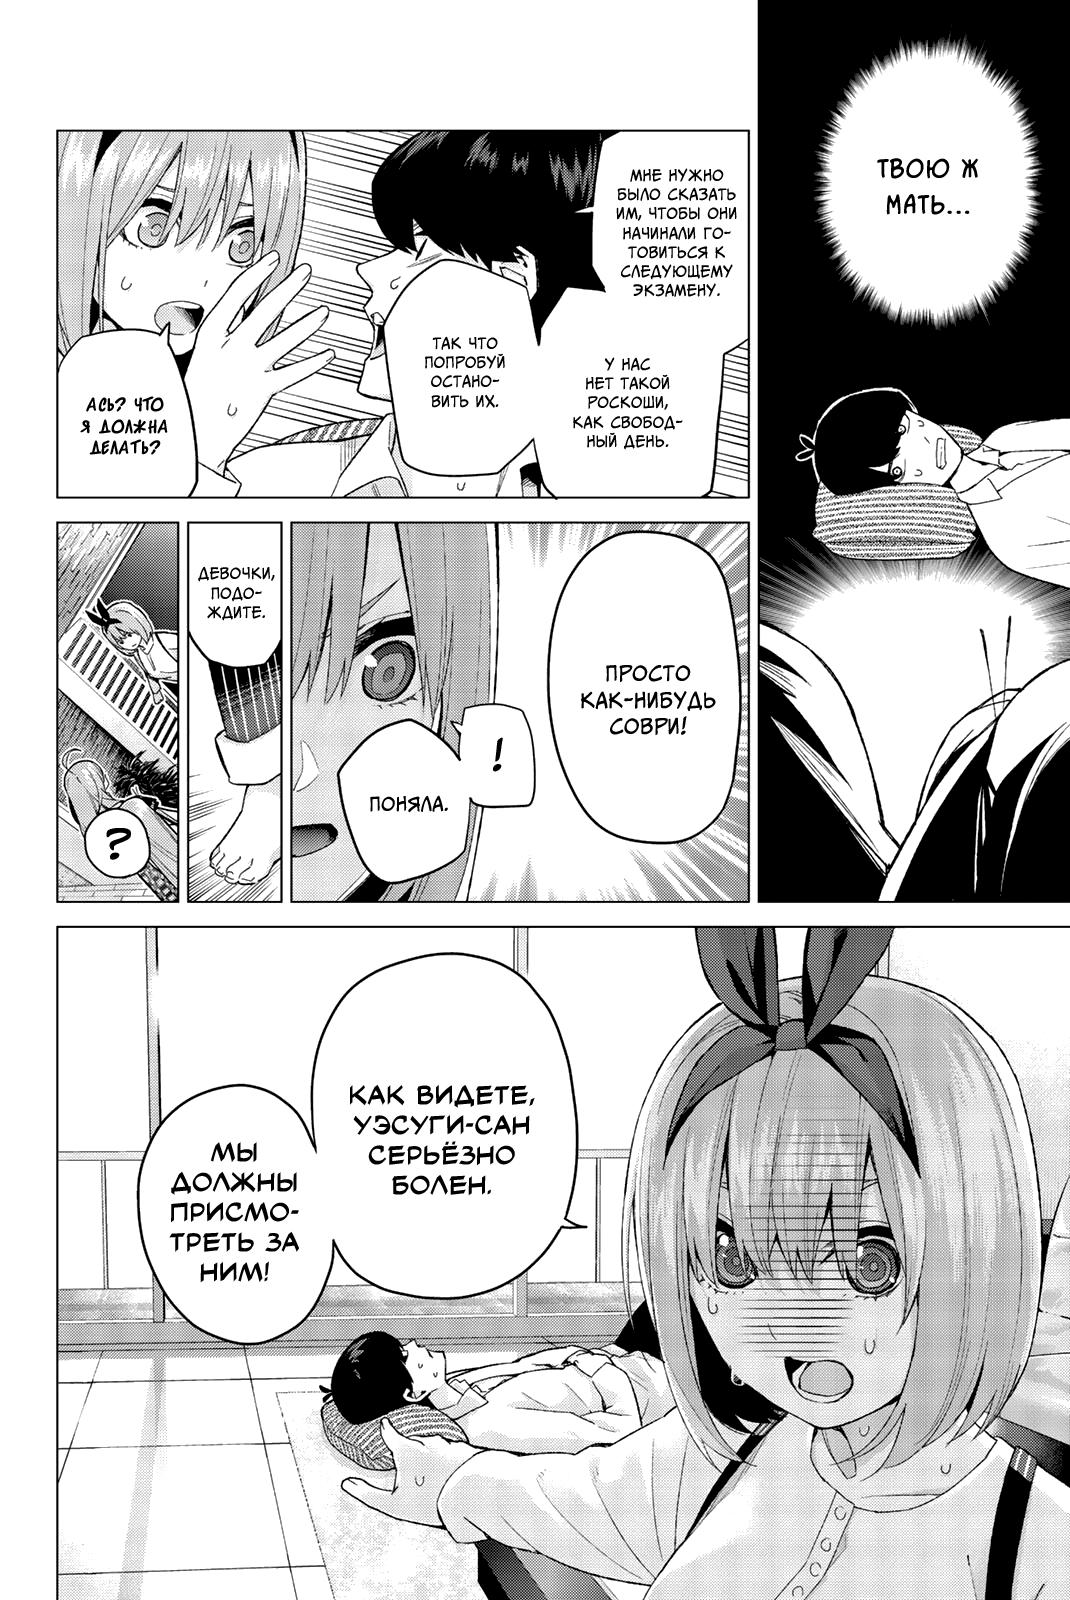 ТВОЮ Ж
МАТЬ...
МНЕ НУЖНО
БЫЛО СКАЗАТЬ
ИМ, ЧТОБЫ ОНИ
НАЧИНАЛИ ГО-
ТОВИТЬСЯ К
СЛЕДУЮЩЕМУ
ЭКЗАМЕНУ.
У НАС
НЕТ ТАКОЙ
РОСКОШИ,
КАК СВОБОД-
НЫЙ ДЕНЬ.
ТАК ЧТО
ПОПРОБУЙ
ОСТАНО-
ВИТЬ ИХ.
АСЬ? ЧТО
Я ДОЛЖНА
ДЕЛАТЬ?
ПРОСТО
КАК-НИБУДЬ
СОВРИ!
!
ПОНЯЛА.
ДЕВОЧКИ,
ПОДО-
ЖДИТЕ.
?
КАК ВИДЕТЕ,
УЭСУГИ-САН
СЕРЬЁЗНО
БОЛЕН.
МЫ
ДОЛЖНЫ
ПРИСМО-
ТРЕТЬ ЗА
НИМ!